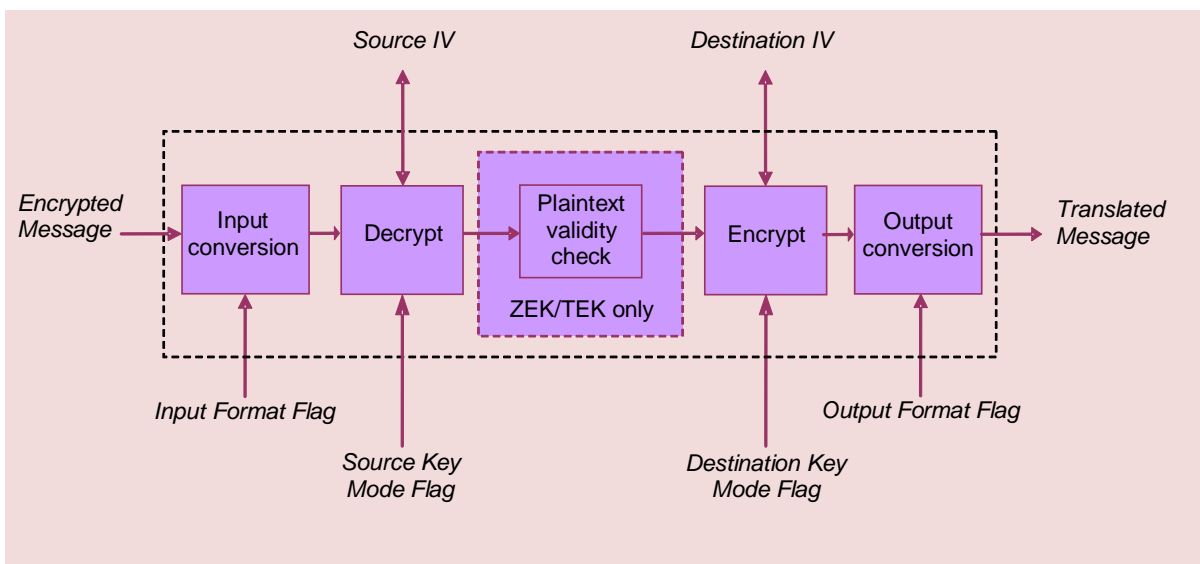 Source IV
Destination IV
Encrypted
Message
Input
conversion
Decrypt
Plaintext
validity
check
ZEK/TEK only
Encrypt
Output
conversion
Translated
Message
Input Format Flag
Output Format Flag
Source Key
Mode Flag
Destination Key
Mode Flag